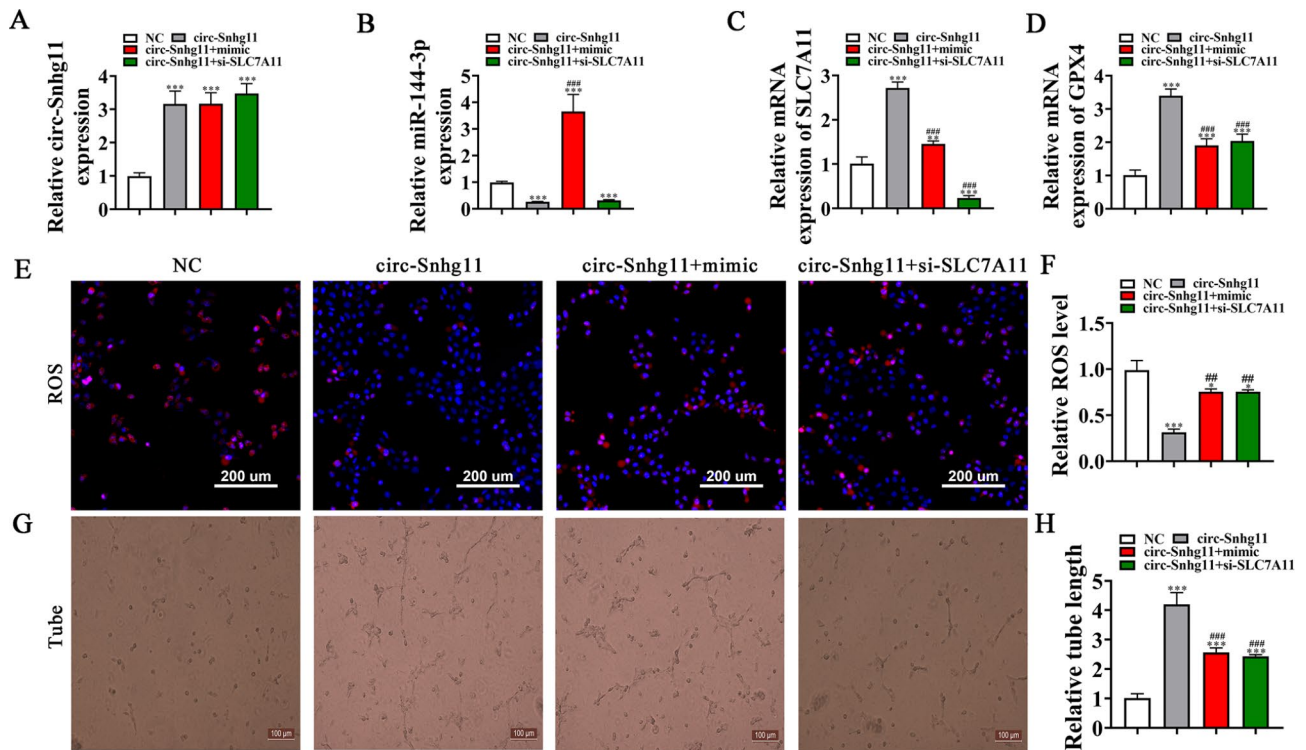 A
NC circ-Snhg11
circ-Snhg11+mimic
circ-Snhg11+si-SLC7A11
Relative circ-Snhg11
expression
5
4
3
2
1
0
***
***
***
B
NC circ-Snhg11
circ-Snhg11+mimic
circ-Snhg11+si-SLC7A11
Relative miR-144-3p
expression
5
4
3
2
1
0
***
###
***
***
C
NC circ-Snhg11
circ-Snhg11+mimic
circ-Snhg11+si-SLC7A11
Relative mRNA
expression of SLC7A11
3
2
1
0
***
###
**
###
***
D
NC circ-Snhg11
circ-Snhg11+mimic
circ-Snhg11+si-SLC7A11
Relative mRNA
expression of GPX4
4
3
2
1
0
***
###
***
###
***
E
NC
circ-Snhg11
circ-Snhg11+mimic
circ-Snhg11+si-SLC7A11
ROS
200 um
200 um
200 um
200 um
F
NC circ-Snhg11
circ-Snhg11+mimic
circ-Snhg11+si-SLC7A11
Relative ROS level
1.5
1.0
0.5
0.0
***
##
*
##
*
G
Tube
100 µm
100 µm
100 µm
100 µm
H
NC circ-Snhg11
circ-Snhg11+mimic
circ-Snhg11+si-SLC7A11
Relative tube length
5
4
3
2
1
0
***
###
***
###
***